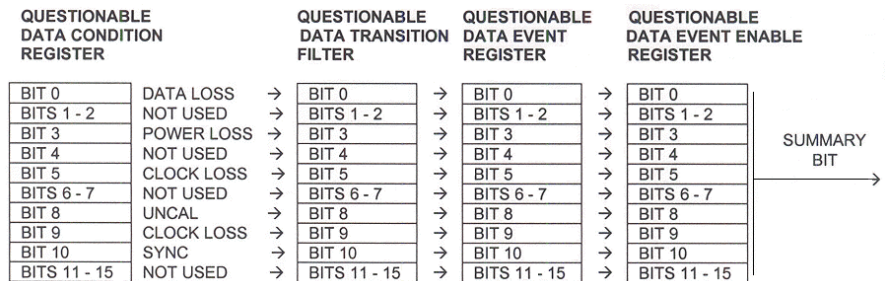 QUESTIONABLE DATA CONDITION REGISTER
QUESTIONABLE DATA TRANSITION FILTER
QUESTIONABLE DATA EVENT REGISTER
QUESTIONABLE DATA EVENT ENABLE REGISTER
BIT 0 DATA LOSS → BIT 0 → BIT 0 → BIT 0
BITS 1 - 2 NOT USED → BITS 1 - 2 → BITS 1 - 2 → BITS 1 - 2
BIT 3 POWER LOSS → BIT 3 → BIT 3 → BIT 3
BIT 4 NOT USED → BIT 4 → BIT 4 → BIT 4
BIT 5 CLOCK LOSS → BIT 5 → BIT 5 → BIT 5
BITS 6 - 7 NOT USED → BITS 6 - 7 → BITS 6 - 7 → BITS 6 - 7
BIT 8 UNCAL → BIT 8 → BIT 8 → BIT 8
BIT 9 CLOCK LOSS → BIT 9 → BIT 9 → BIT 9
BIT 10 SYNC → BIT 10 → BIT 10 → BIT 10
BITS 11 - 15 NOT USED → BITS 11 - 15 → BITS 11 - 15 → BITS 11 - 15
SUMMARY
BIT